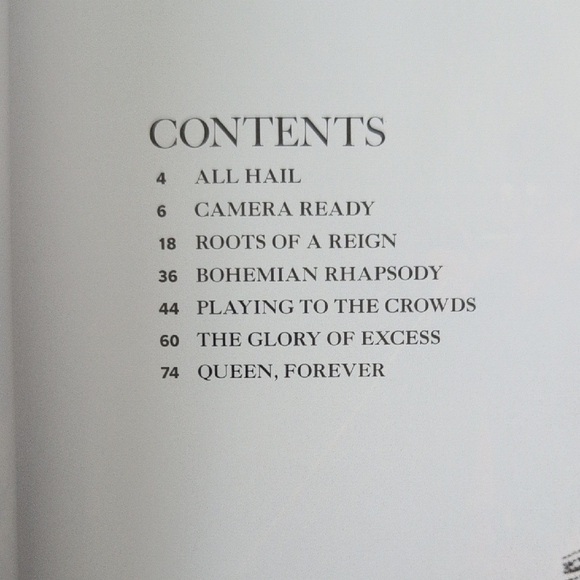 CONTENTS
4 ALL HAIL
6 CAMERA READY
18 ROOTS OF A REIGN
36 BOHEMIAN RHAPSODY
44 PLAYING TO THE CROWDS
60 THE GLORY OF EXCESS
74 QUEEN, FOREVER